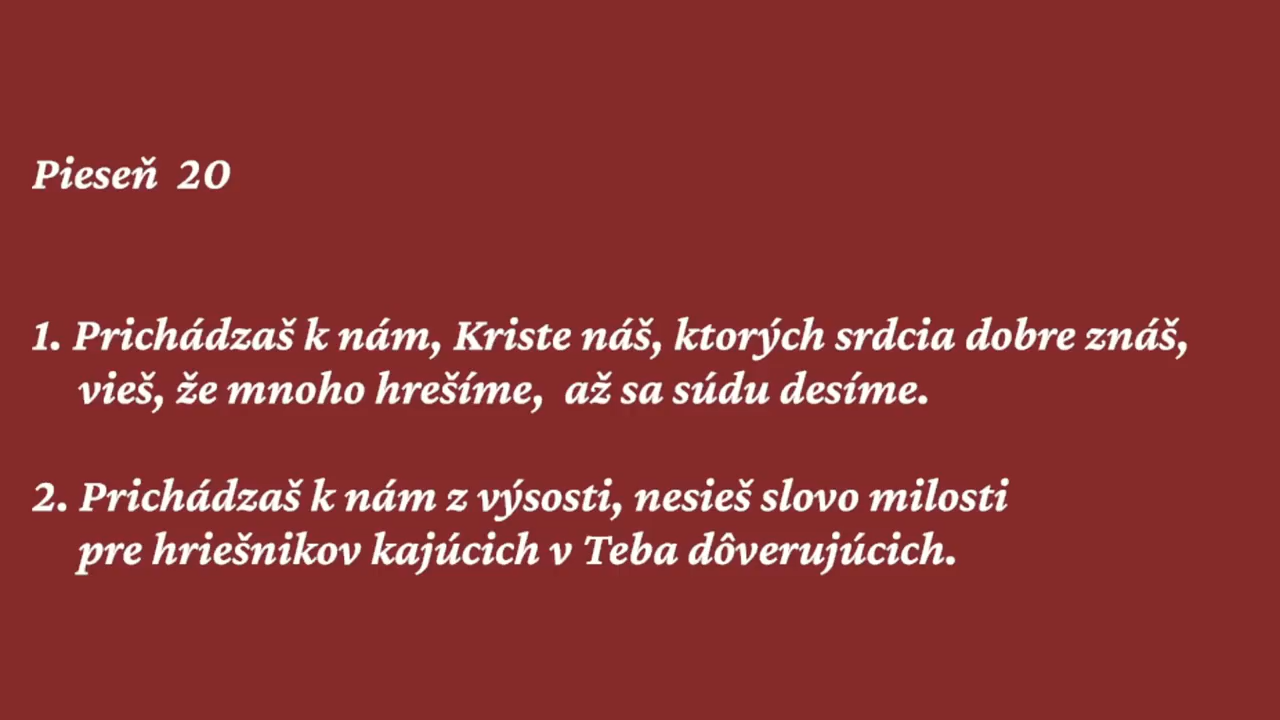 Pieseň 20
1. Prichádzaš k nám, Kriste náš, ktorých srdcia dobre znáš,
vieš, že mnoho hrešíme, až sa súdu desíme.
2. Prichádzaš k nám z výsosti, nesieš slovo milosti
pre hriešnikov kajúcich v Teba dôverujúcich.